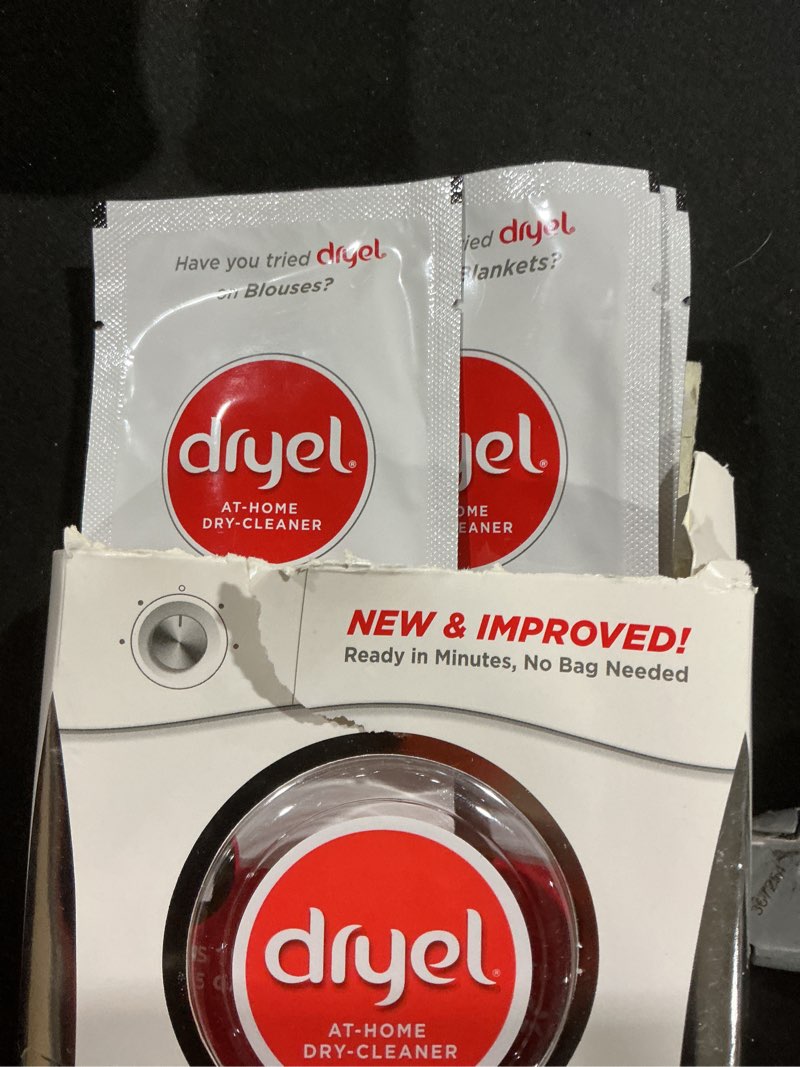 Have you tried dryel
on Blouses?
dryel®
AT-HOME
DRY-CLEANER
ied dryel
Blankets?
yel®
OME
EANER
NEW & IMPROVED!
Ready in Minutes, No Bag Needed
dryel®
AT-HOME
DRY-CLEANER